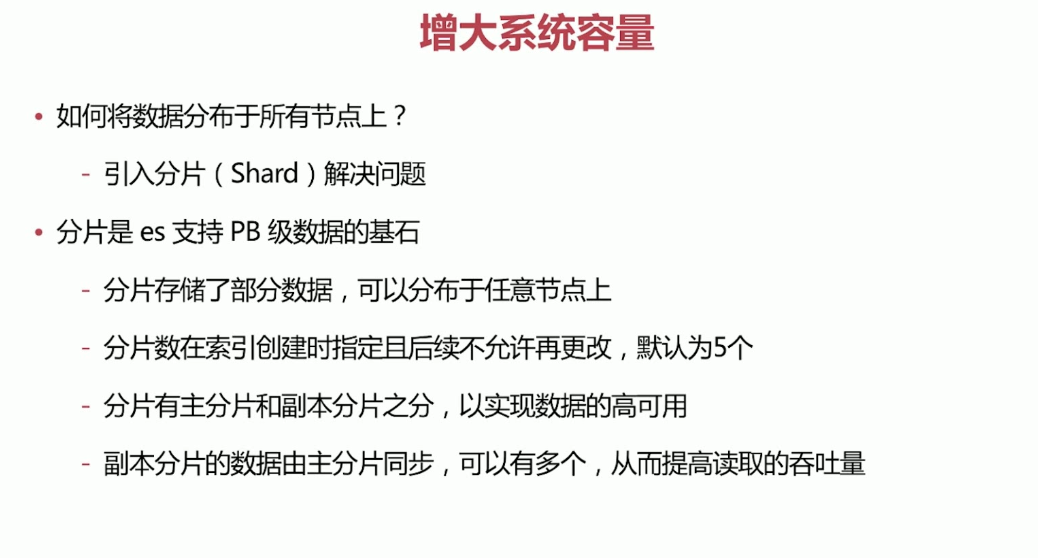 增大系统容量
• 如何将数据分布于所有节点上？
- 引入分片（Shard）解决问题
• 分片是 es 支持 PB 级数据的基石
- 分片存储了部分数据，可以分布于任意节点上
- 分片数在索引创建时指定且后续不允许再更改，默认为5个
- 分片有主分片和副本分片之分，以实现数据的高可用
- 副本分片的数据由主分片同步，可以有多个，从而提高读取的吞吐量